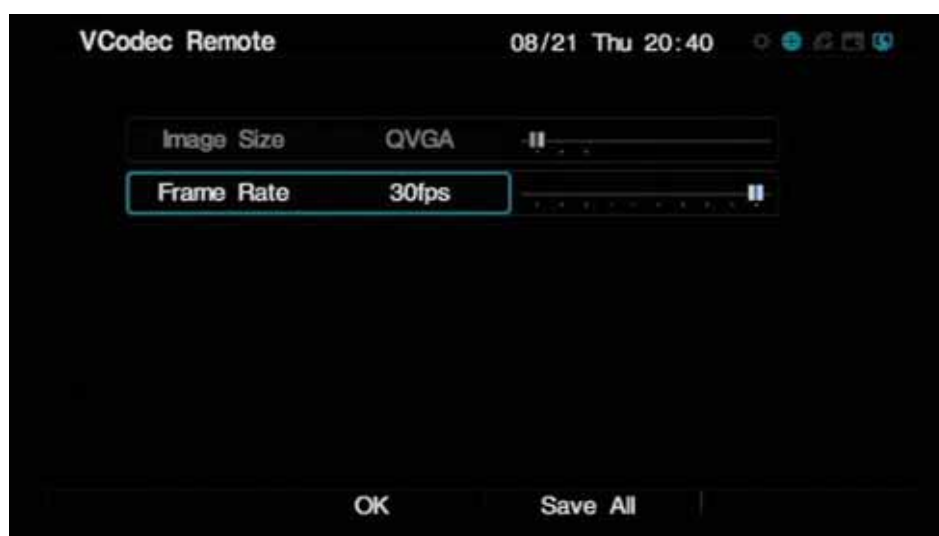 VCodec Remote 08/21 Thu 20:40
Image Size QVGA
Frame Rate 30fps
OK Save All